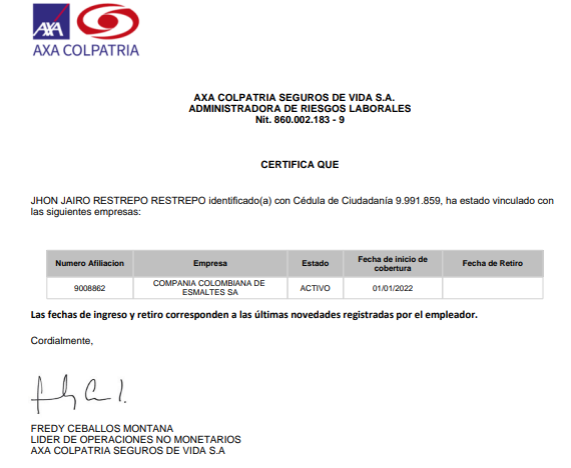 AXA
AXA COLPATRIA
AXA COLPATRIA SEGUROS DE VIDA S.A.
ADMINISTRADORA DE RIESGOS LABORALES
Nit. 860.002.183 - 9
CERTIFICA QUE
JHON JAIRO RESTREPO RESTREPO identificado(a) con Cédula de Ciudadanía 9.991.859, ha estado vinculado con
las siguientes empresas:
Numero Afiliacion Empresa Estado Fecha de inicio de cobertura Fecha de Retiro
9008862 COMPANIA COLOMBIANA DE ESMALTES SA ACTIVO 01/01/2022
Las fechas de ingreso y retiro corresponden a las últimas novedades registradas por el empleador.
Cordialmente,
FREDY CEBALLOS MONTANA
LIDER DE OPERACIONES NO MONETARIOS
AXA COLPATRIA SEGUROS DE VIDA S.A